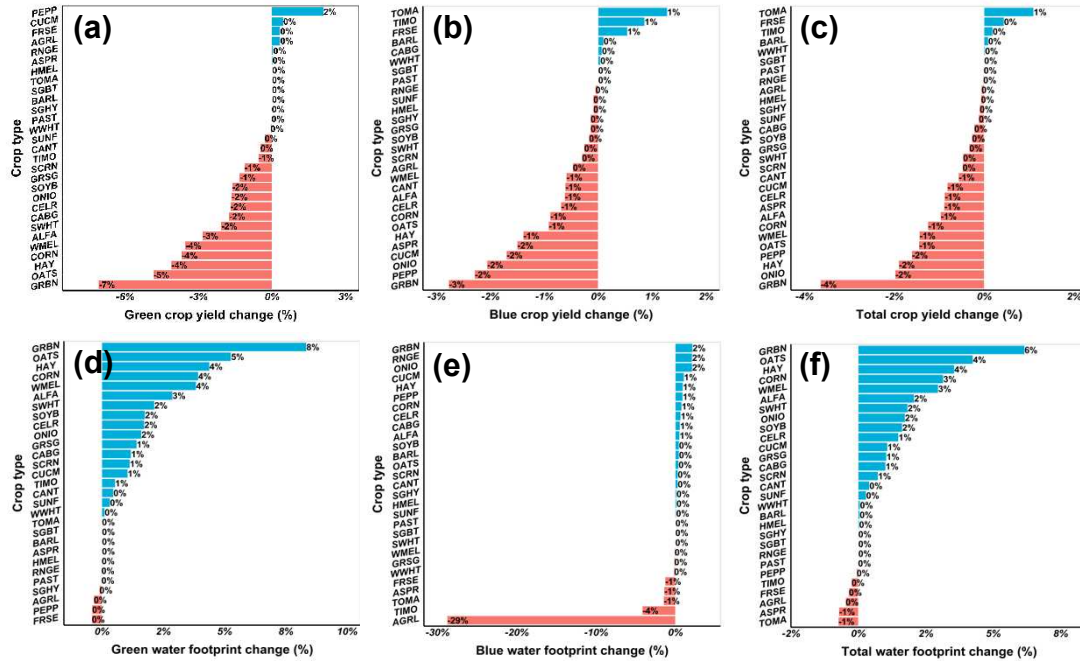 (a)
Crop type
PEPP 2%
CUCM 0%
FRSE 0%
AGRL 0%
RNGE 0%
ASPR 0%
HMEL 0%
TOMA 0%
SGBT 0%
BARL 0%
SGHY 0%
PAST 0%
WWHT 0%
SUNF 0%
CANT 0%
TIMO -1%
SCRN -1%
GRSG -1%
SOYB -2%
ONIO -2%
CELR -2%
CABG -2%
SWHT -2%
ALFA -3%
WMEL -4%
CORN -4%
HAY -4%
OATS -5%
GRBN -7%
-6% -3% 0% 3%
Green crop yield change (%)
(b)
Crop type
TOMA 1%
TIMO 1%
FRSE 1%
BARL 0%
CABG 0%
WWHT 0%
SGBT 0%
PAST 0%
RNGE 0%
SUNF 0%
HMEL 0%
SGHY 0%
GRSG 0%
SOYB 0%
SWHT 0%
SCRN 0%
AGRL 0%
WMEL -1%
CANT -1%
ALFA -1%
CELR -1%
CORN -1%
OATS -1%
HAY -1%
ASPR -2%
CUCM -2%
ONIO -2%
PEPP -2%
GRBN -3%
-3% -2% -1% 0% 1% 2%
Blue crop yield change (%)
(c)
Crop type
TOMA 1%
FRSE 0%
TIMO 0%
BARL 0%
WWHT 0%
SGBT 0%
PAST 0%
RNGE 0%
AGRL 0%
HMEL 0%
SGHY 0%
SUNF 0%
CABG 0%
SOYB 0%
GRSG 0%
SWHT 0%
SCRN 0%
CANT -1%
CUCM -1%
CELR -1%
ASPR -1%
ALFA -1%
CORN -1%
WMEL -1%
OATS -1%
PEPP -2%
HAY -2%
ONIO -2%
GRBN -4%
-4% -2% 0% 2%
Total crop yield change (%)
(d)
Crop type
GRBN 8%
OATS 5%
HAY 4%
CORN 4%
WMEL 4%
ALFA 3%
SWHT 2%
SOYB 2%
CELR 2%
ONIO 2%
GRSG 1%
CABG 1%
SCRN 1%
CUCM 1%
TIMO 1%
CANT 0%
SUNF 0%
WWHT 0%
TOMA 0%
SGBT 0%
BARL 0%
ASPR 0%
HMEL 0%
RNGE 0%
PAST 0%
SGHY 0%
AGRL 0%
PEPP 0%
FRSE 0%
0% 2% 5% 8% 10%
Green water footprint change (%)
(e)
Crop type
GRBN 2%
RNGE 2%
ONIO 2%
CUCM 1%
HAY 1%
PEPP 1%
CORN 1%
CELR 1%
CABG 1%
ALFA 1%
SOYB 0%
BARL 0%
OATS 0%
SCRN 0%
CANT 0%
SGHY 0%
HMEL 0%
SUNF 0%
PAST 0%
SGBT 0%
SWHT 0%
WMEL 0%
GRSG 0%
WWHT 0%
FRSE -1%
ASPR -1%
TOMA -1%
TIMO -4%
AGRL -29%
-30% -20% -10% 0%
Blue water footprint change (%)
(f)
Crop type
GRBN 6%
OATS 4%
HAY 4%
CORN 3%
WMEL 3%
ALFA 2%
SWHT 2%
ONIO 2%
SOYB 2%
CELR 1%
CUCM 1%
GRSG 1%
CABG 1%
SCRN 1%
CANT 0%
SUNF 0%
WWHT 0%
BARL 0%
HMEL 0%
SGHY 0%
SGBT 0%
RNGE 0%
PAST 0%
PEPP 0%
TIMO 0%
FRSE 0%
AGRL 0%
ASPR -1%
TOMA -1%
-2% 0% 2% 5% 8%
Total water footprint change (%)